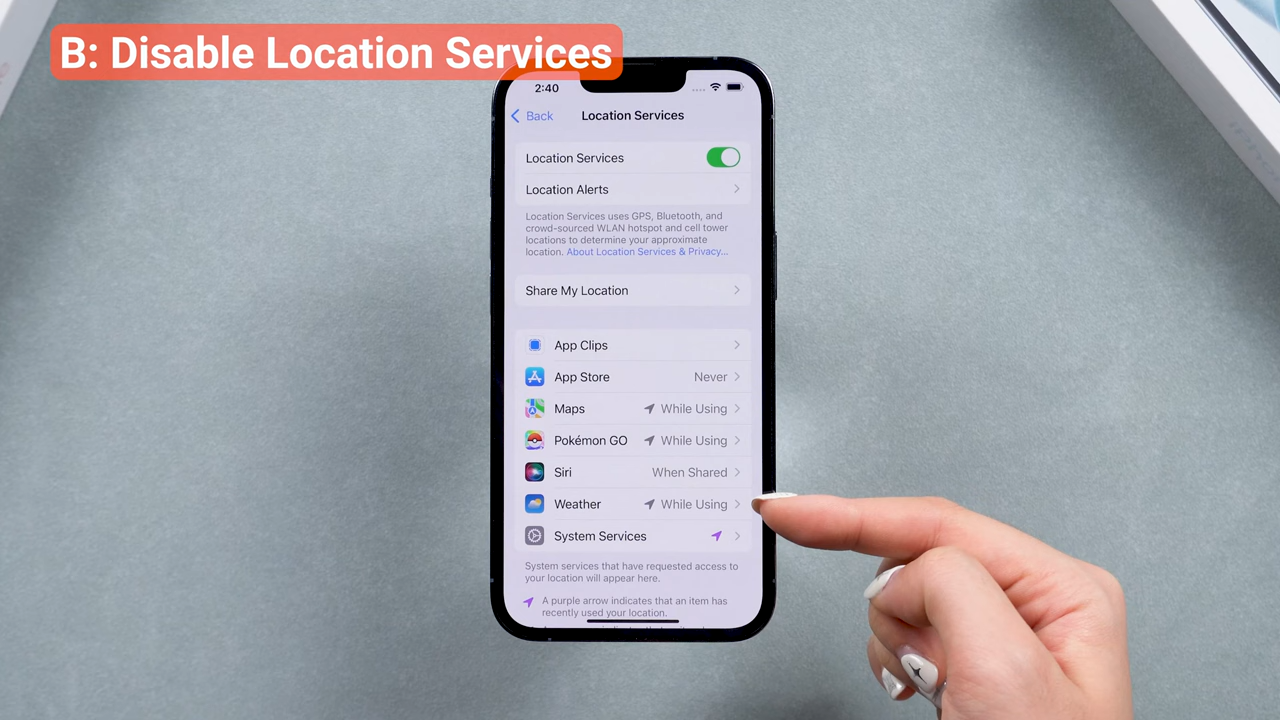 B: Disable Location Services
2:40
Back
Location Services
Location Services
Location Alerts
Location Services uses GPS, Bluetooth, and
crowd-sourced WLAN hotspot and cell tower
locations to determine your approximate
location. About Location Services & Privacy...
Share My Location
App Clips
App Store Never
Maps While Using
Pokémon GO While Using
Siri When Shared
Weather While Using
System Services
System services that have requested access to
your location will appear here.
A purple arrow indicates that an item has
recently used your location.